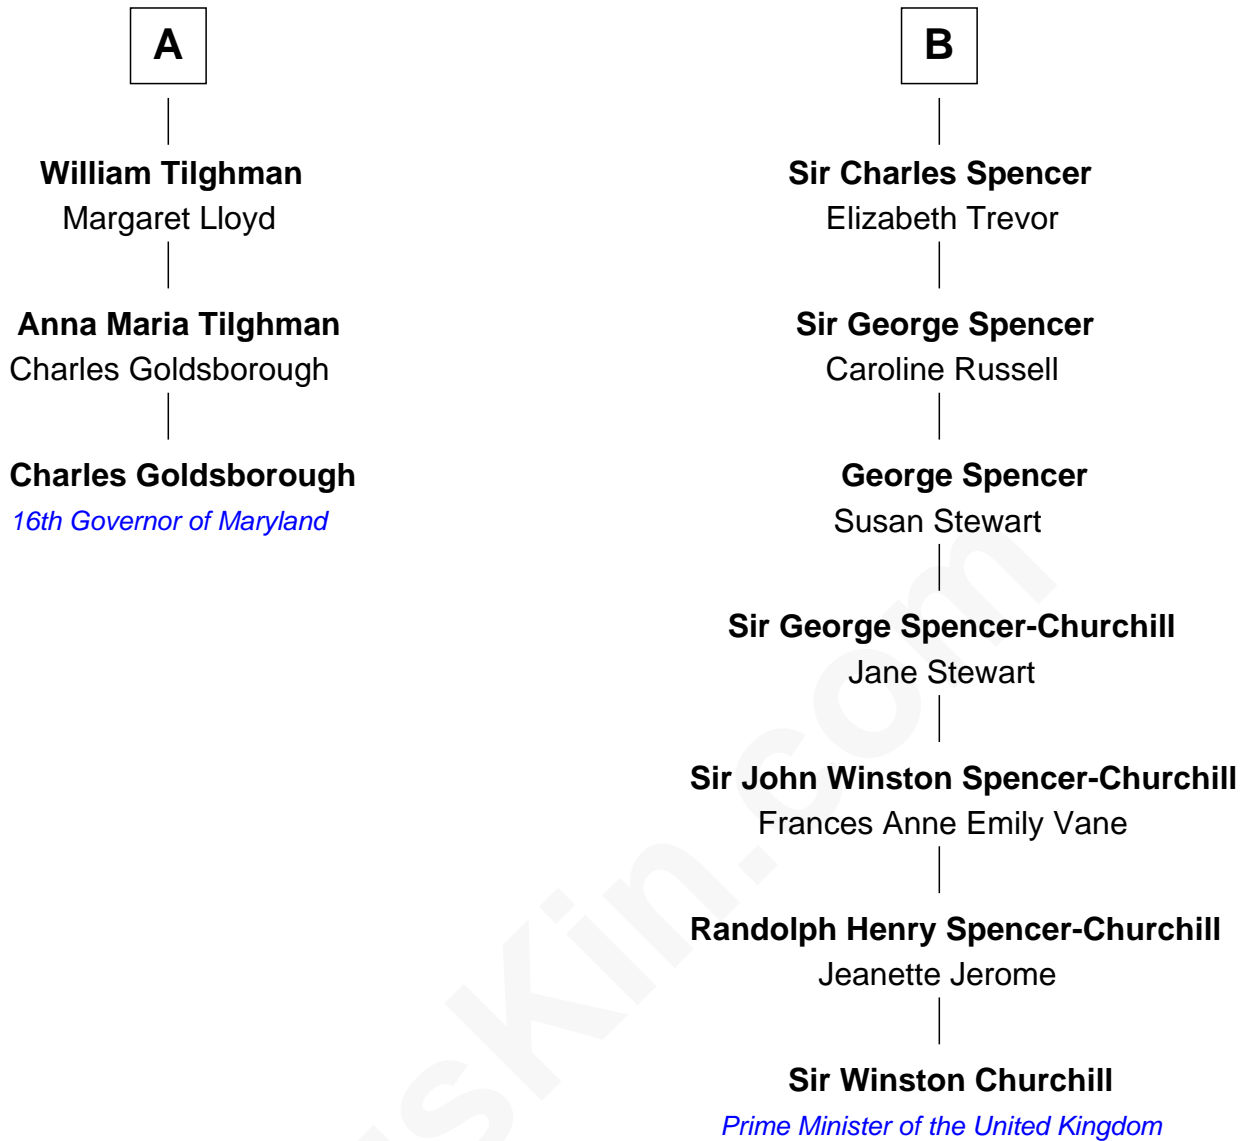 A
William Tilghman
Margaret Lloyd
Anna Maria Tilghman
Charles Goldsborough
Charles Goldsborough
16th Governor of Maryland
B
Sir Charles Spencer
Elizabeth Trevor
Sir George Spencer
Caroline Russell
George Spencer
Susan Stewart
Sir George Spencer-Churchill
Jane Stewart
Sir John Winston Spencer-Churchill
Frances Anne Emily Vane
Randolph Henry Spencer-Churchill
Jeanette Jerome
Sir Winston Churchill
Prime Minister of the United Kingdom